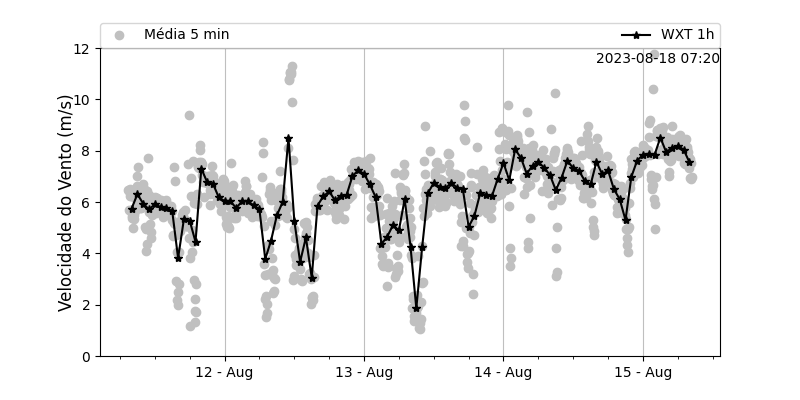 Média 5 min
WXT 1h
2023-08-18 07:20
Velocidade do Vento (m/s)
12
10
8
6
4
2
0
12 - Aug
13 - Aug
14 - Aug
15 - Aug